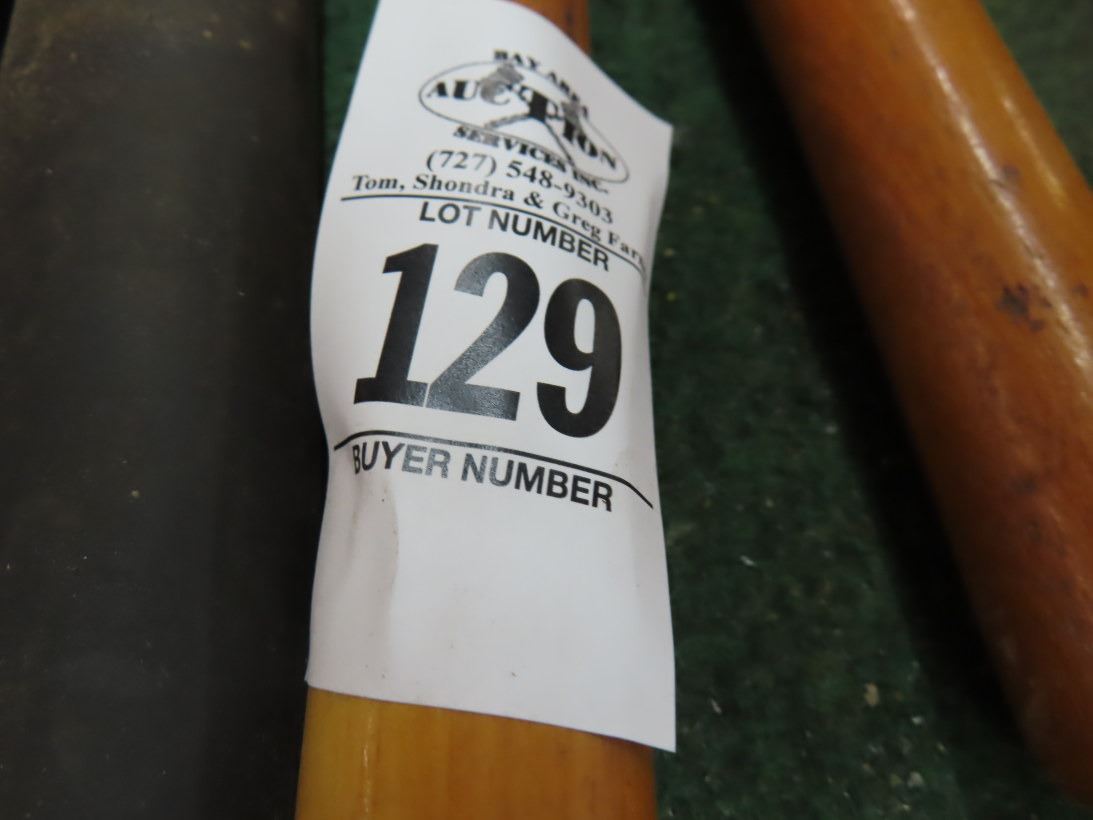 BAY AREA
AUCTION
SERVICES INC.
(727) 548-9303
Tom, Shondra & Greg
LOT NUMBER
129
BUYER NUMBER